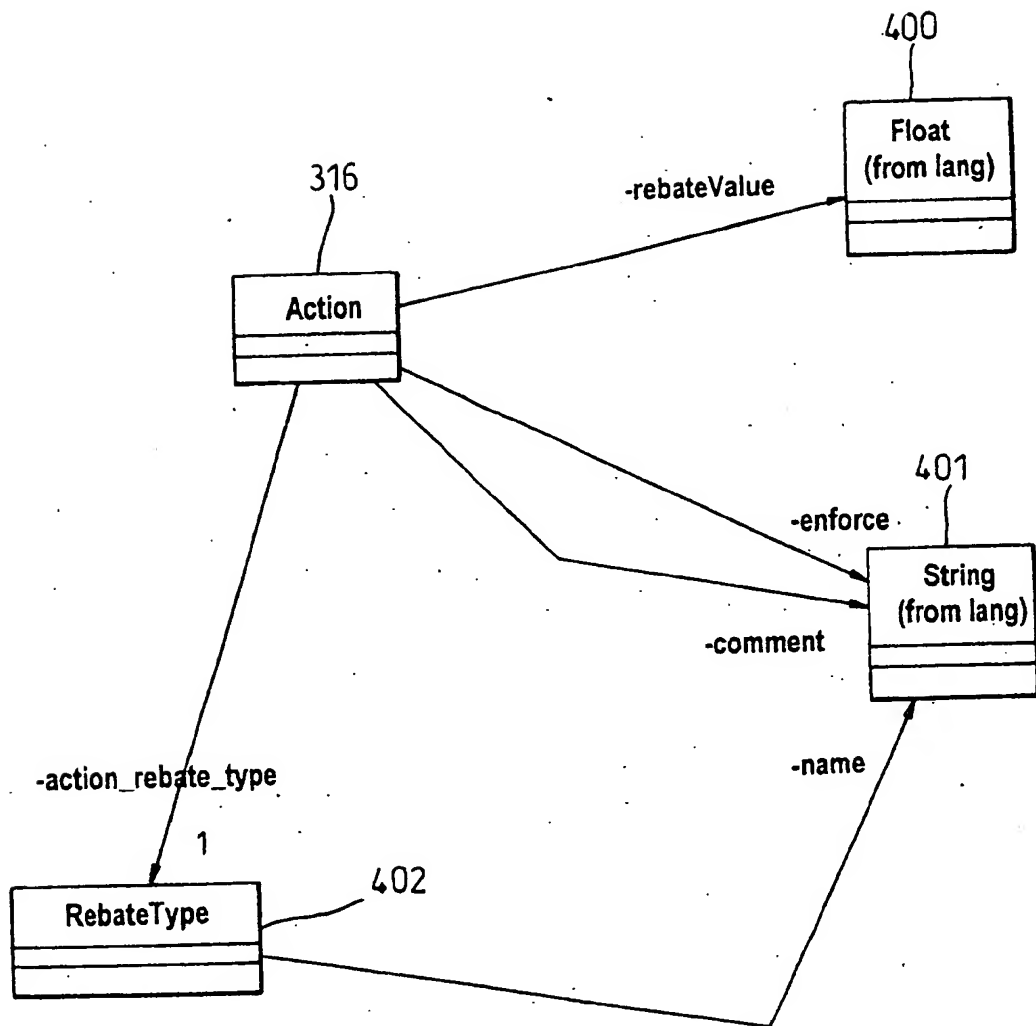 400
Float
(from lang)
316
-rebateValue
Action
401
-enforce
String
(from lang)
-comment
-name
-action_rebate_type
1
402
RebateType